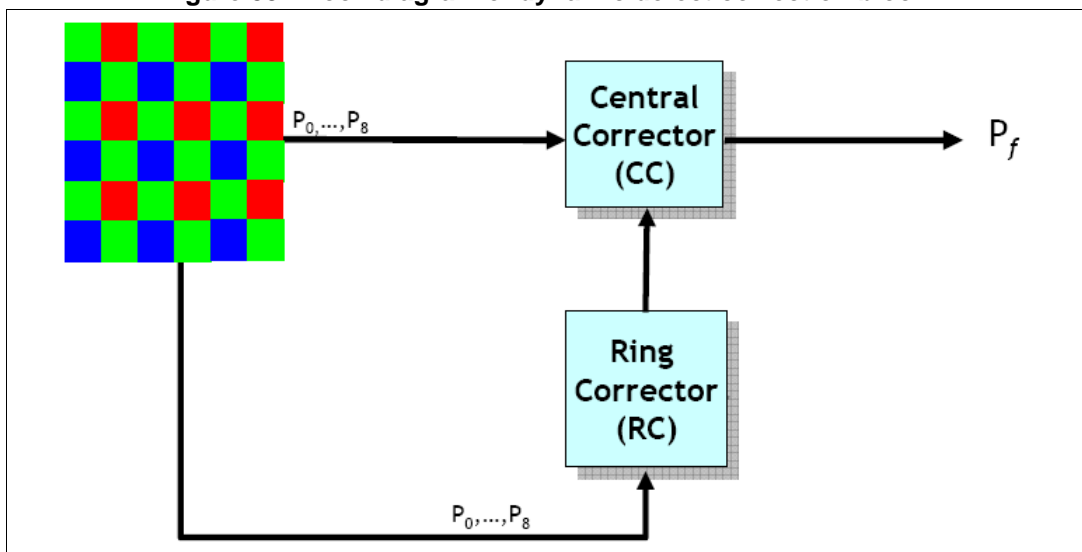 P0,...,P8
Central
Corrector
(CC)
Pf
Ring
Corrector
(RC)
P0,...,P8